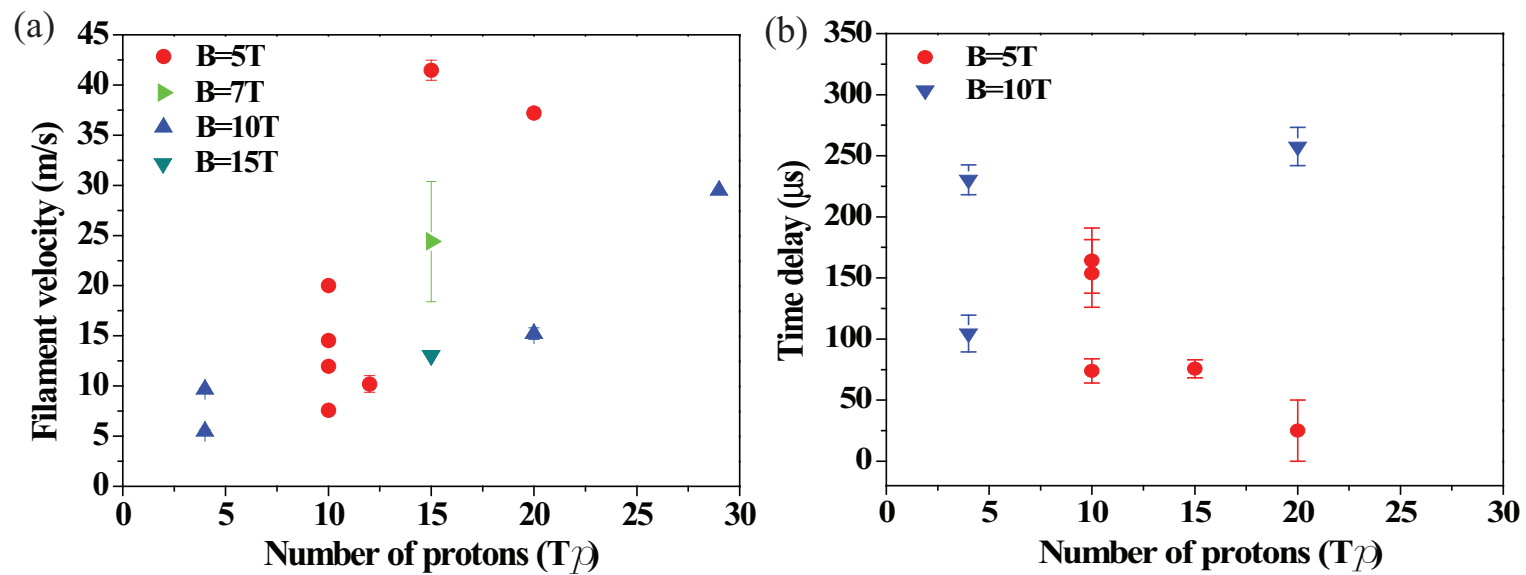 (a)
45
40
35
30
25
20
15
10
5
0
Filament velocity (m/s)
B=5T
B=7T
B=10T
B=15T
0 5 10 15 20 25 30
Number of protons (Tp)
(b)
350
300
250
200
150
100
50
0
Time delay (μs)
B=5T
B=10T
0 5 10 15 20 25 30
Number of protons (Tp)